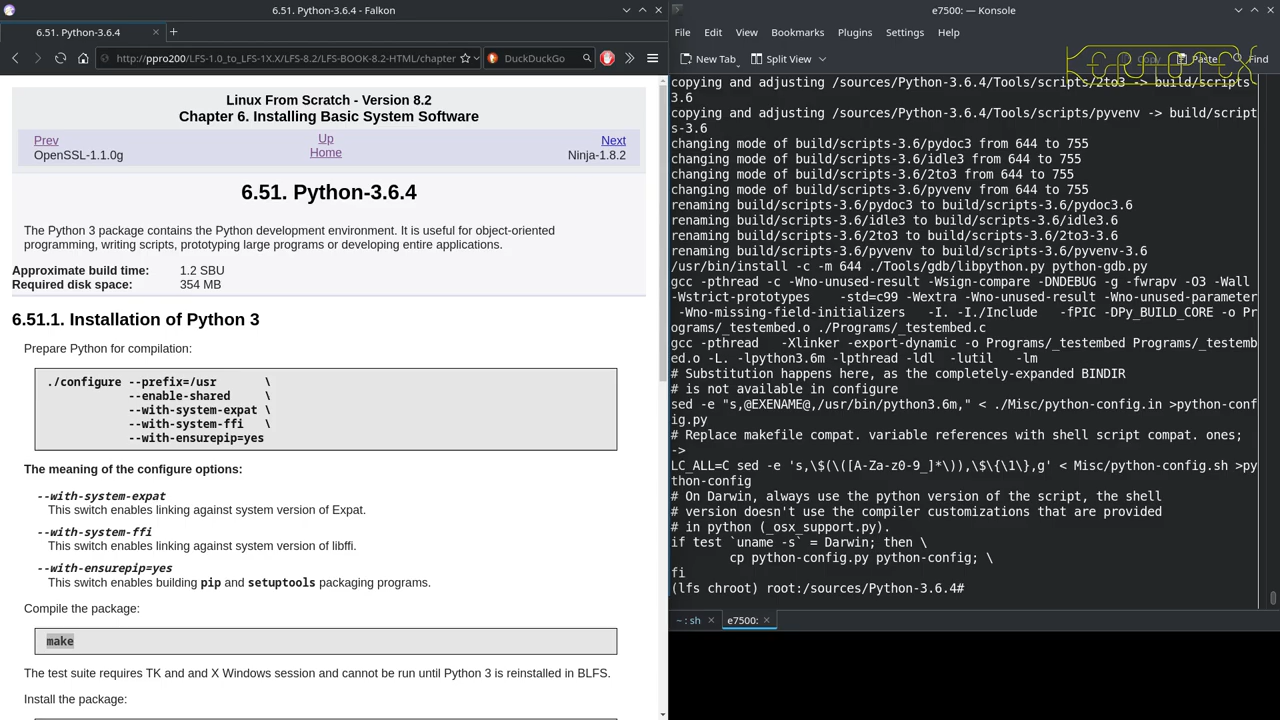 6.51. Python-3.6.4 - Falkon
6.51. Python-3.6.4
http://ppro200/LFS-1.0_to_LFS-1X.X/LFS-8.2/LFS-BOOK-8.2-HTML/chapter
DuckDuckGo
Linux From Scratch - Version 8.2
Chapter 6. Installing Basic System Software
Prev
Up
Next
OpenSSL-1.1.0g
Home
Ninja-1.8.2
6.51. Python-3.6.4
The Python 3 package contains the Python development environment. It is useful for object-oriented
programming, writing scripts, prototyping large programs or developing entire applications.
Approximate build time: 1.2 SBU
Required disk space: 354 MB
6.51.1. Installation of Python 3
Prepare Python for compilation:
./configure --prefix=/usr \
--enable-shared \
--with-system-expat \
--with-system-ffi \
--with-ensurepip=yes
The meaning of the configure options:
--with-system-expat
This switch enables linking against system version of Expat.
--with-system-ffi
This switch enables linking against system version of libffi.
--with-ensurepip=yes
This switch enables building pip and setuptools packaging programs.
Compile the package:
make
The test suite requires TK and and X Windows session and cannot be run until Python 3 is reinstalled in BLFS.
Install the package:
e7500: — Konsole
File Edit View Bookmarks Plugins Settings Help
New Tab Split View Copy Paste Find
copying and adjusting /sources/Python-3.6.4/Tools/scripts/2to3 -> build/scripts-
3.6
copying and adjusting /sources/Python-3.6.4/Tools/scripts/pyvenv -> build/script
s-3.6
changing mode of build/scripts-3.6/pydoc3 from 644 to 755
changing mode of build/scripts-3.6/idle3 from 644 to 755
changing mode of build/scripts-3.6/2to3 from 644 to 755
changing mode of build/scripts-3.6/pyvenv from 644 to 755
renaming build/scripts-3.6/pydoc3 to build/scripts-3.6/pydoc3.6
renaming build/scripts-3.6/idle3 to build/scripts-3.6/idle3.6
renaming build/scripts-3.6/2to3 to build/scripts-3.6/2to3-3.6
renaming build/scripts-3.6/pyvenv to build/scripts-3.6/pyvenv-3.6
/usr/bin/install -c -m 644 ./Tools/gdb/libpython.py python-gdb.py
gcc -pthread -c -Wno-unused-result -Wsign-compare -DNDEBUG -g -fwrapv -O3 -Wall
-Wstrict-prototypes -std=c99 -Wextra -Wno-unused-result -Wno-unused-parameter
-Wno-missing-field-initializers -I. -I./Include -fPIC -DPy_BUILD_CORE -o Pr
ograms/_testembed.o ./Programs/_testembed.c
gcc -pthread -Xlinker -export-dynamic -o Programs/_testembed Programs/_testemb
ed.o -L. -lpython3.6m -lpthread -ldl -lutil -lm
# Substitution happens here, as the completely-expanded BINDIR
# is not available in configure
sed -e "s,@EXENAME@,/usr/bin/python3.6m," < ./Misc/python-config.in >python-conf
ig.py
# Replace makefile compat. variable references with shell script compat. ones;
->
LC_ALL=C sed -e 's,\$(\([A-Za-z0-9_]*\)),\$\{\1\},g' < Misc/python-config.sh >py
thon-config
# On Darwin, always use the python version of the script, the shell
# version doesn't use the compiler customizations that are provided
# in python (_osx_support.py).
if test `uname -s` = Darwin; then \
cp python-config.py python-config; \
fi
(lfs chroot) root:/sources/Python-3.6.4#
~ : sh
e7500: